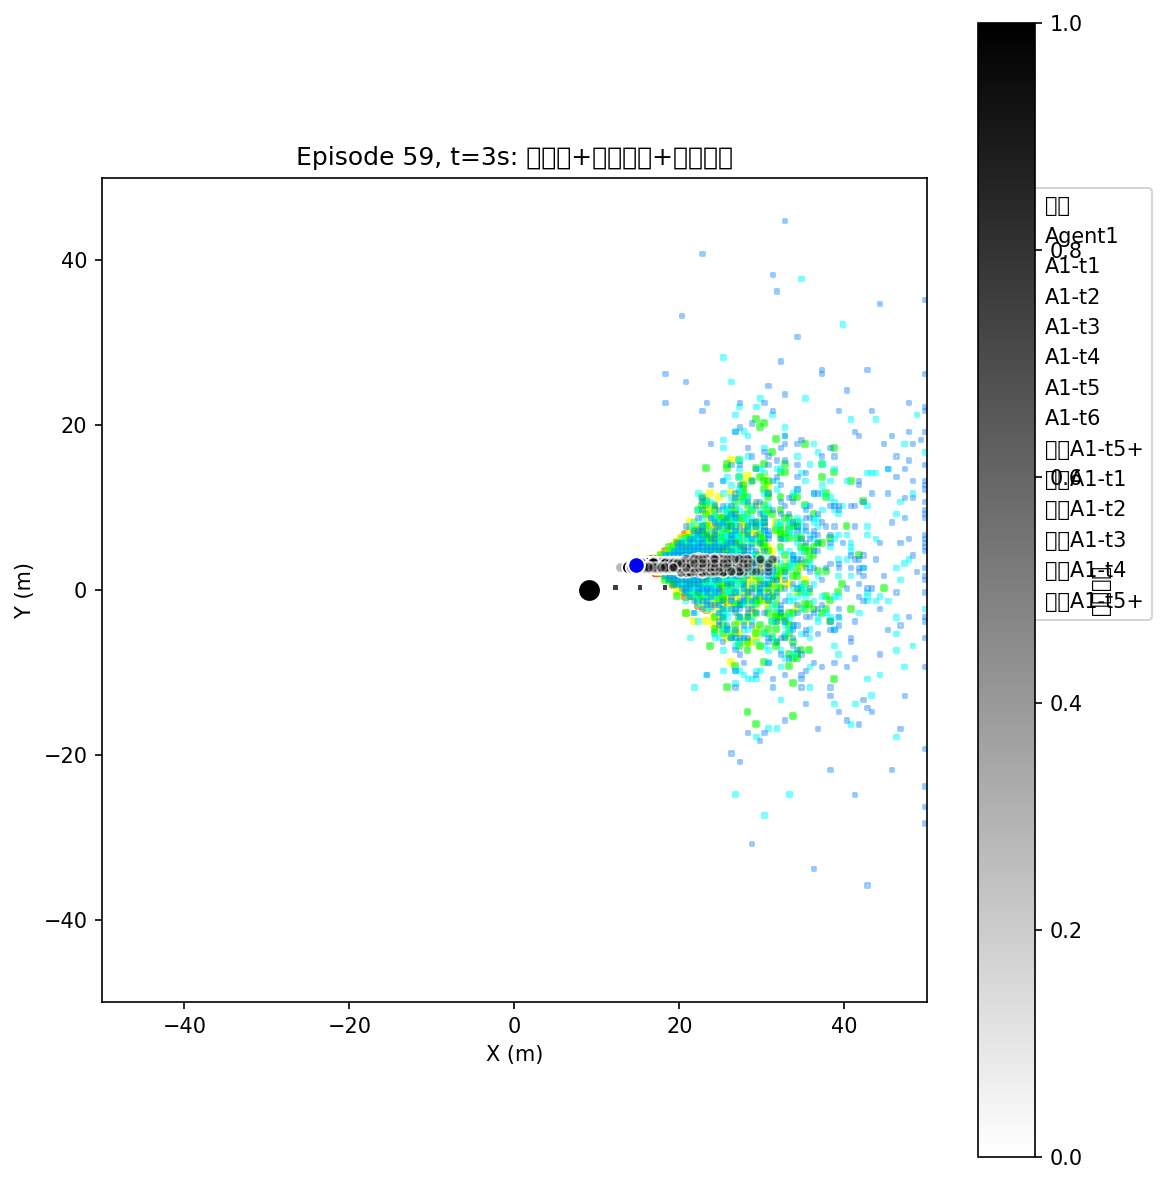 Episode 59, t=3s: □□□+□□□□+□□□□
Y (m)
40
20
0
−20
−40
−40
−20
0
20
40
X (m)
1.0
0.8
0.6
0.4
0.2
0.0
□□□□
□□
Agent1
A1-t1
A1-t2
A1-t3
A1-t4
A1-t5
A1-t6
□□A1-t5+
□□A1-t1
□□A1-t2
□□A1-t3
□□A1-t4
□□A1-t5+